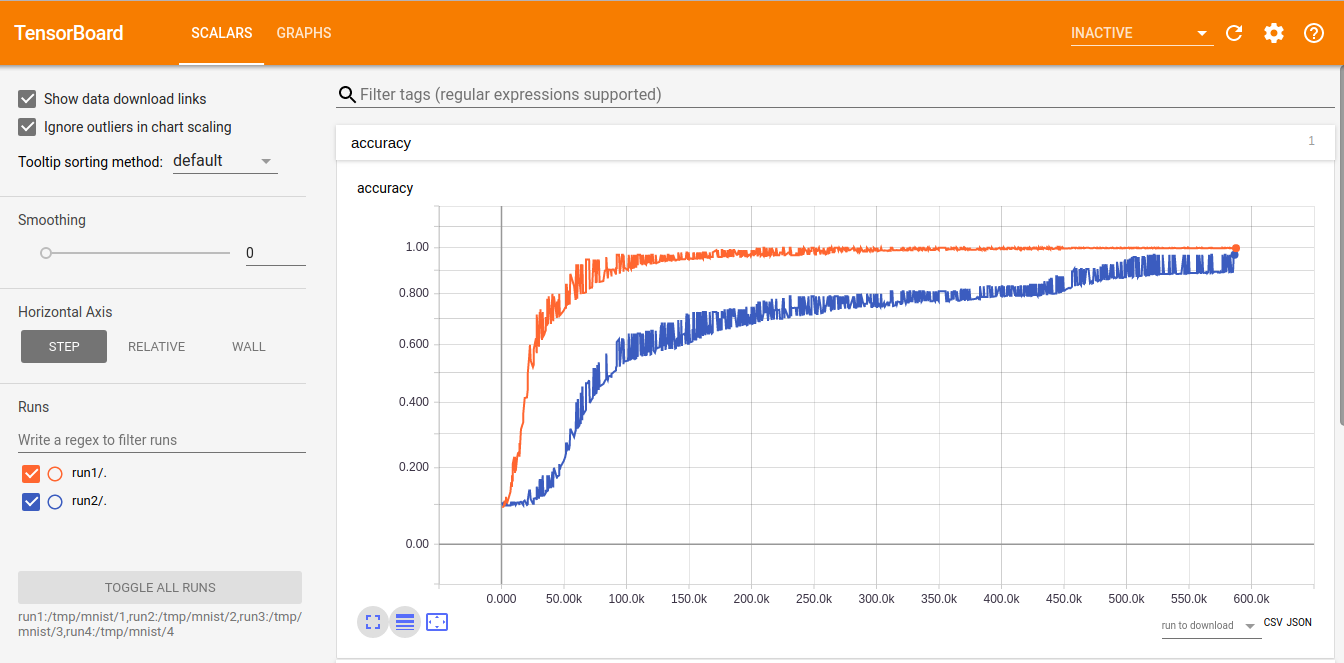 TensorBoard SCALARS GRAPHS INACTIVE
Show data download links
Ignore outliers in chart scaling
Tooltip sorting method: default
Smoothing
0
Horizontal Axis
STEP RELATIVE WALL
Runs
Write a regex to filter runs
run1/.
run2/.
TOGGLE ALL RUNS
run1:/tmp/mnist/1,run2:/tmp/mnist/2,run3:/tmp/
mnist/3,run4:/tmp/mnist/4
Filter tags (regular expressions supported)
accuracy 1
accuracy
1.00
0.800
0.600
0.400
0.200
0.00
0.000 50.00k 100.0k 150.0k 200.0k 250.0k 300.0k 350.0k 400.0k 450.0k 500.0k 550.0k 600.0k
run to download CSV JSON